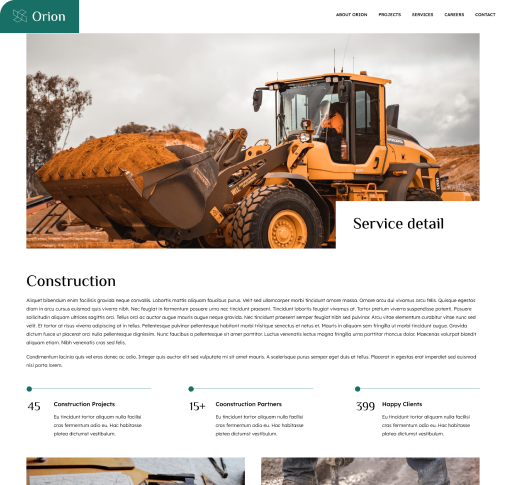 Orion
ABOUT ORION PROJECTS SERVICES CAREERS CONTACT
Service detail
Construction
Aliquet bibendum enim facilisis gravida neque convallis. Lobortis mattis aliquam faucibus purus. Velit sed ullamcorper morbi tincidunt ornare massa. Ornare arcu dui vivamus arcu felis. Quisque egestas
diam in arcu cursus euismod quis viverra nibh. Nec feugiat in fermentum posuere urna nec tincidunt praesent. Tincidunt lobortis feugiat vivamus at. Tortor pretium viverra suspendisse potenti. Posuere
sollicitudin aliquam ultrices sagittis orci. Tellus orci ac auctor augue mauris augue neque gravida. Nec tincidunt praesent semper feugiat nibh sed pulvinar. Arcu vitae elementum curabitur vitae nunc sed
velit. Et tortor at risus viverra adipiscing at in tellus. Pellentesque pulvinar pellentesque habitant morbi tristique senectus et netus et. Mauris in aliquam sem fringilla ut morbi tincidunt augue. Gravida
dictum fusce ut placerat orci nulla pellentesque dignissim. Nunc faucibus a pellentesque sit amet porttitor. Luctus venenatis lectus magna fringilla urna porttitor rhoncus dolor. Maecenas volutpat blandit
aliquam etiam. Nibh venenatis cras sed felis.
Condimentum lacinia quis vel eros donec ac odio. Integer quis auctor elit sed vulputate mi sit amet mauris. A scelerisque purus semper eget duis at tellus. Placerat in egestas erat imperdiet sed euismod
nisi porta lorem.
45 Construction Projects
Eu tincidunt tortor aliquam nulla facilisi
cras fermentum odio eu. Hac habitasse
platea dictumst vestibulum.
15+ Coonstruction Partners
Eu tincidunt tortor aliquam nulla facilisi
cras fermentum odio eu. Hac habitasse
platea dictumst vestibulum.
399 Happy Clients
Eu tincidunt tortor aliquam nulla facilisi
cras fermentum odio eu. Hac habitasse
platea dictumst vestibulum.